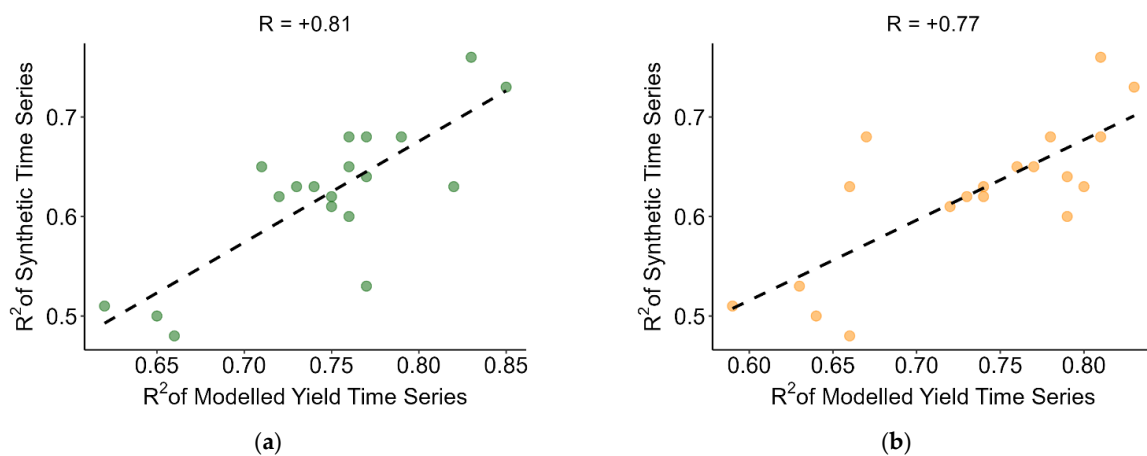 R = +0.81
R²of Synthetic Time Series
0.7
0.6
0.5
0.65
0.70
0.75
0.80
0.85
R²of Modelled Yield Time Series
(a)
R = +0.77
R²of Synthetic Time Series
0.7
0.6
0.5
0.60
0.65
0.70
0.75
0.80
R²of Modelled Yield Time Series
(b)